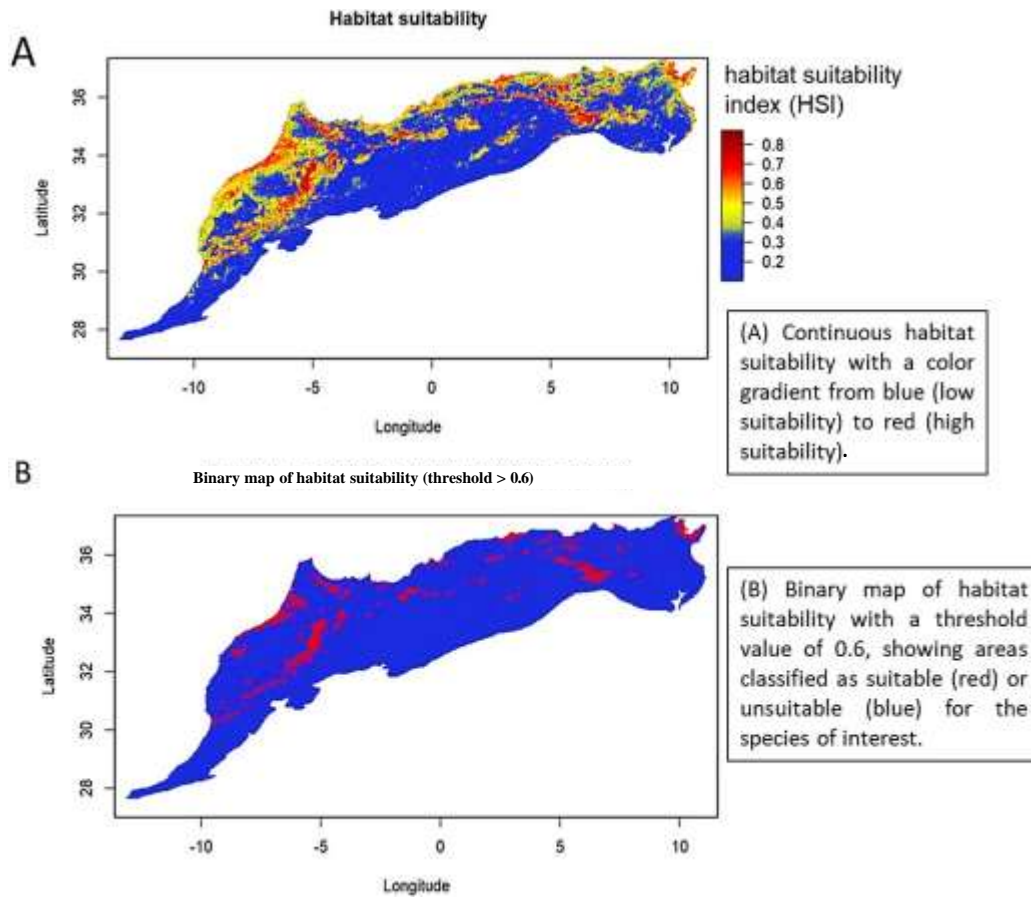 Habitat suitability
A
36
34
32
30
28
Latitude
-10 -5 0 5 10
Longitude
habitat suitability
index (HSI)
0.8
0.7
0.6
0.5
0.4
0.3
0.2
(A) Continuous habitat
suitability with a color
gradient from blue (low
suitability) to red (high
suitability).
B
Binary map of habitat suitability (threshold > 0.6)
36
34
32
30
28
Latitude
-10 -5 0 5 10
Longitude
(B) Binary map of habitat
suitability with a threshold
value of 0.6, showing areas
classified as suitable (red) or
unsuitable (blue) for the
species of interest.